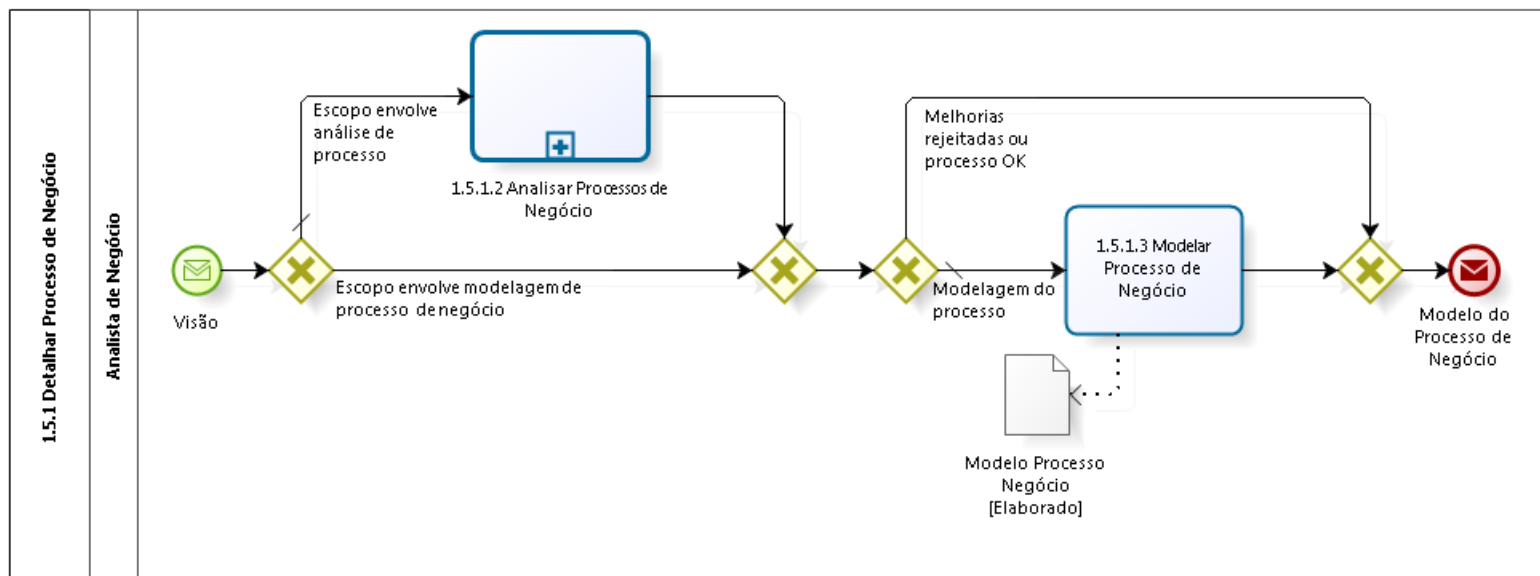 1.5.1 Detalhar Processo de Negócio
Analista de Negócio
Visão
Escopo envolve
análise de
processo
1.5.1.2 Analisar Processos de
Negócio
Escopo envolve modelagem de
processo de negócio
Melhorias
rejeitadas ou
processo OK
Modelagem do
processo
1.5.1.3 Modelar
Processo de
Negócio
Modelo Processo
Negócio
[Elaborado]
Modelo do
Processo de
Negócio